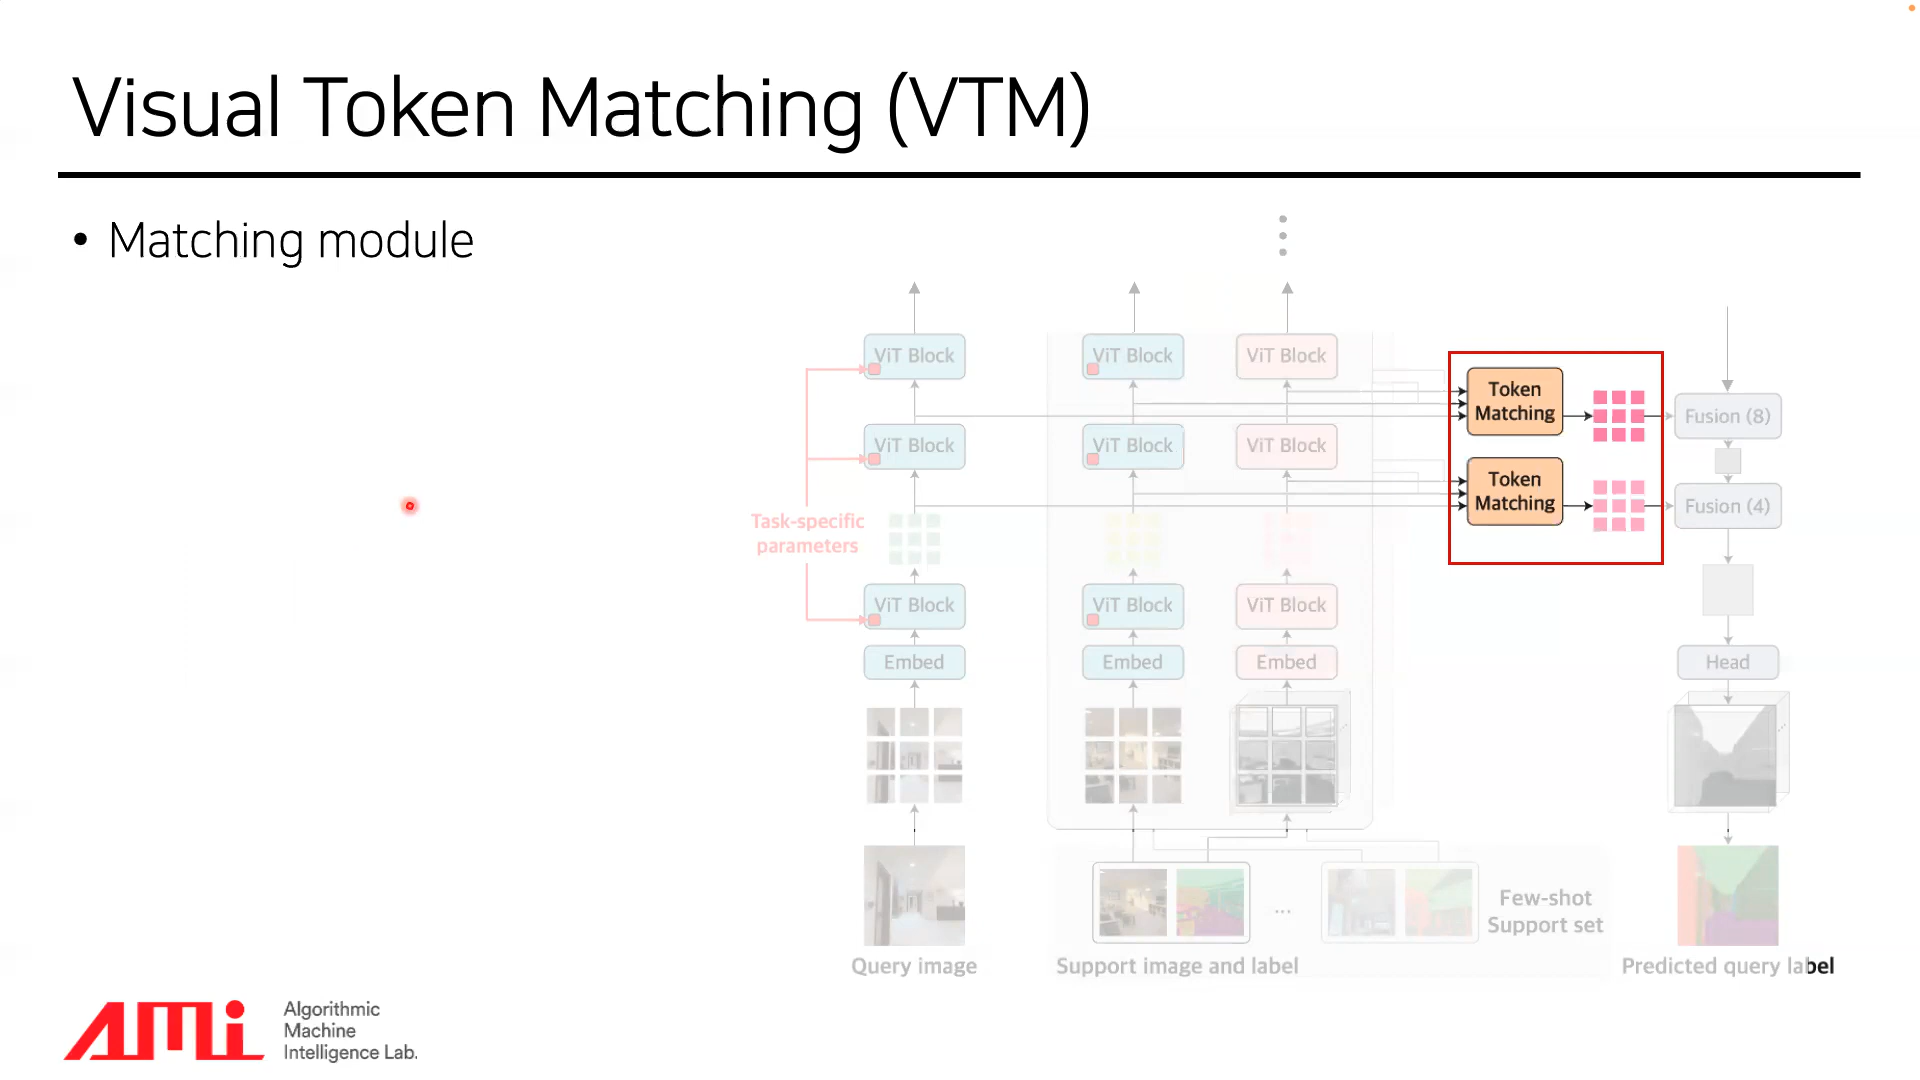 Visual Token Matching (VTM)
• Matching module
ViT Block
ViT Block
ViT Block
Token
Matching
Fusion (8)
ViT Block
ViT Block
ViT Block
Token
Matching
Fusion (4)
Task-specific
parameters
ViT Block
ViT Block
ViT Block
Embed
Embed
Embed
Head
...
Few-shot
Support set
Query image
Support image and label
Predicted query label
AMi
Algorithmic
Machine
Intelligence Lab.